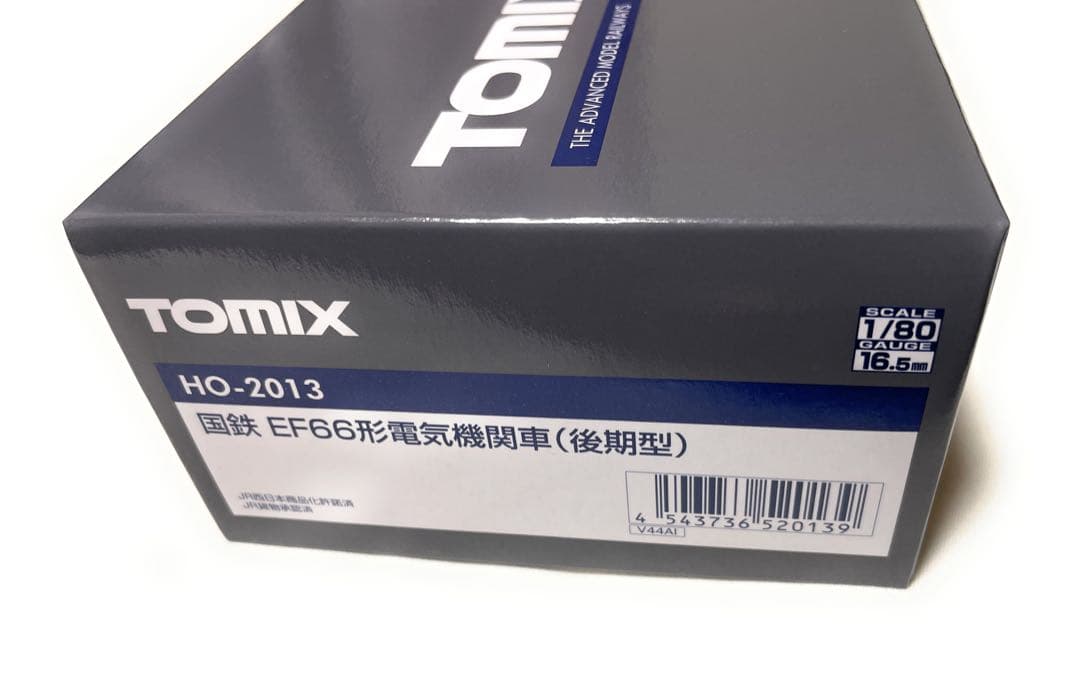 TOMIX
THE ADVANCED MODEL RAILWAYS
TOMIX
SCALE
1/80
GAUGE
16.5mm
HO-2013
国鉄 EF66形電気機関車(後期型)
JR西日本商品化許諾済
JR貨物承認済
4 543736 520139
V44AI